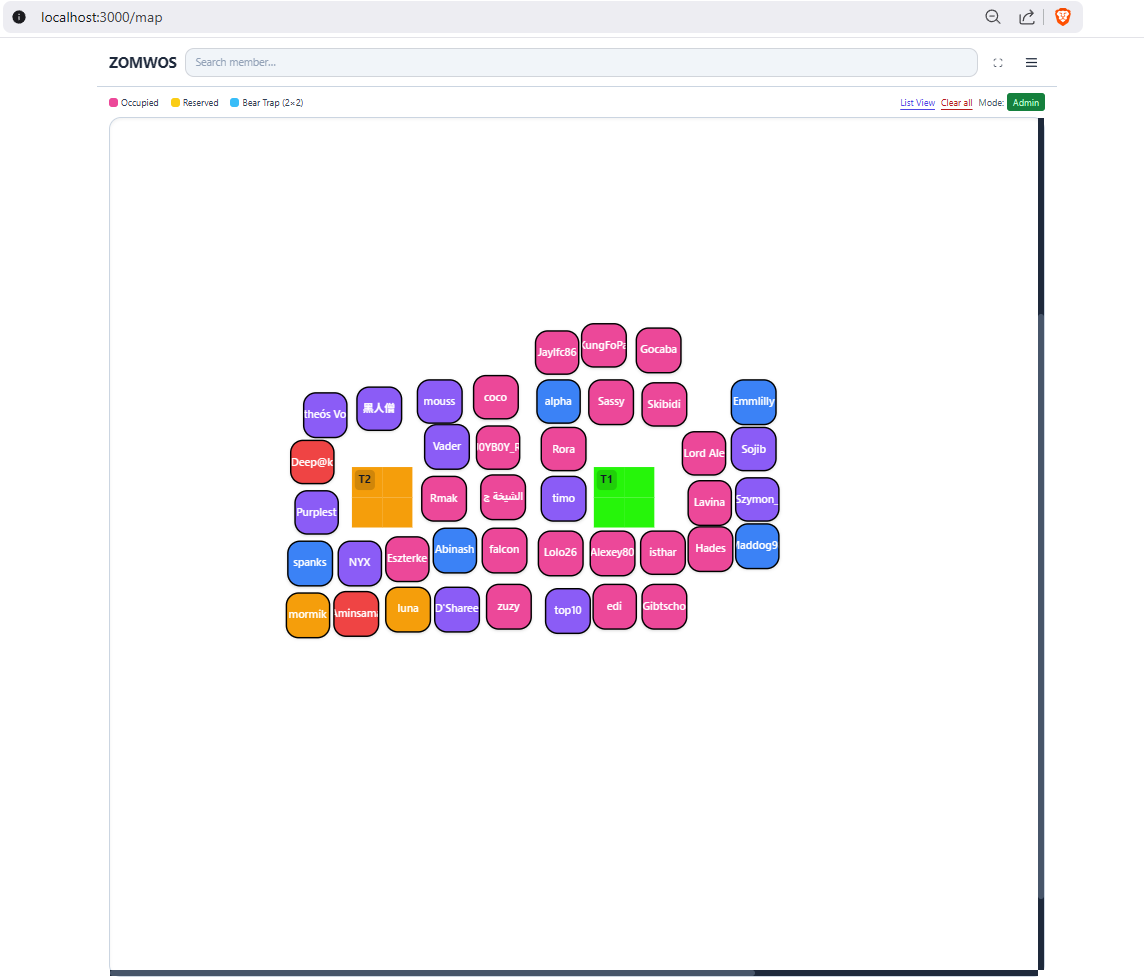 localhost:3000/map
ZOMWOS
Search member...
Occupied Reserved Bear Trap (2×2)
List View Clear all Mode: Admin
Jaylfc86 KungFoPa Gocaba
theós Vo 黑人僧 mouss coco alpha Sassy Skibidi Emmlilly
Deep@k Vader Rora Lord Ale Sojib
T2 T1
Purplest Rmak الشيخة ج timo Lavina Szymon_
spanks NYX Eszterke Abinash falcon Lolo26 Alexey80 isthar Hades Maddog9
mormik Aminsama luna D'Sharee zuzy top10 edi Gibtscho